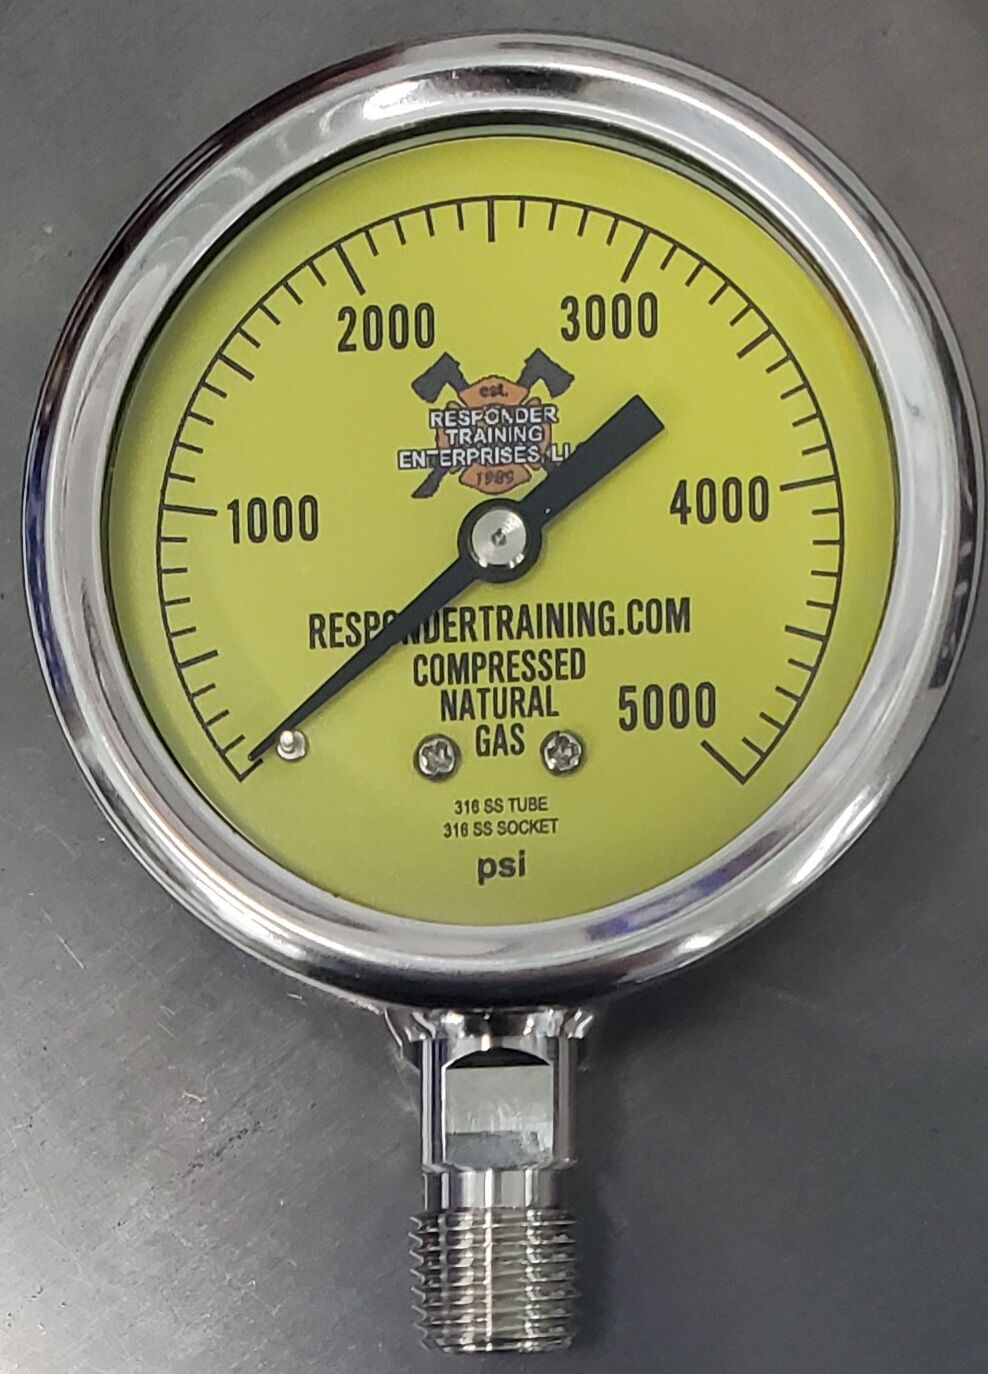 2000
3000
1000
4000
5000
est.
RESPONDER
TRAINING
ENTERPRISES,
1989
RESPONDERTRAINING.COM
COMPRESSED
NATURAL
GAS
316 SS TUBE
316 SS SOCKET
psi